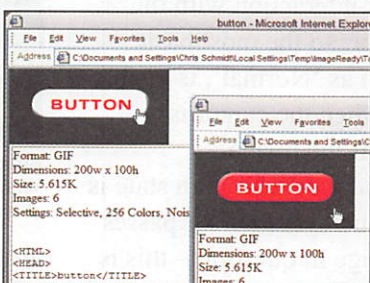 button - Microsoft Internet Explore
File Edit View Favorites Tools Help
Address C:\Documents and Settings\Chris Schmidt\Local Settings\Temp\ImageReady\T
BUTTON
Format: GIF
Dimensions: 200w x 100h
Size: 5.615K
Images: 6
Settings: Selective, 256 Colors, Nois
<HTML>
<HEAD>
<TITLE>button</TITLE>
File Edit View Favorites Tools
Address C:\Documents and Settings\C
BUTTON
Format: GIF
Dimensions: 200w x 100h
Size: 5.615K
Images: 6